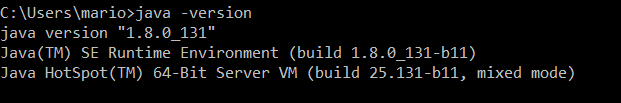 C:\Users\mario>java -version
java version "1.8.0_131"
Java(TM) SE Runtime Environment (build 1.8.0_131-b11)
Java HotSpot(TM) 64-Bit Server VM (build 25.131-b11, mixed mode)